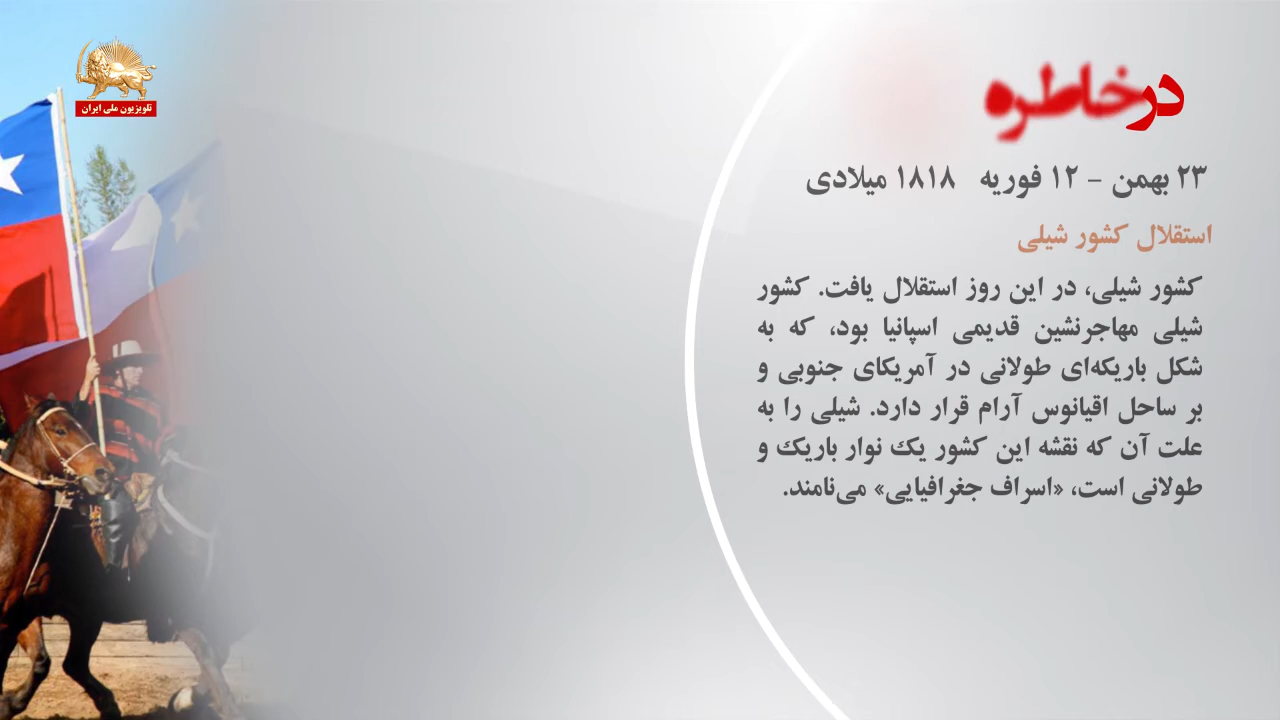 تلویزیون ملی ایران
درخاطره
۲۳ بهمن - ۱۲ فوریه ۱۸۱۸ میلادی
استقلال کشور شیلی
کشور شیلی، در این روز استقلال یافت. کشور
شیلی مهاجرنشین قدیمی اسپانیا بود، که به
شکل باریکه‌ای طولانی در آمریکای جنوبی و
بر ساحل اقیانوس آرام قرار دارد. شیلی را به
علت آن که نقشه این کشور یک نوار باریک و
طولانی است، «اسراف جغرافیایی» می‌نامند.